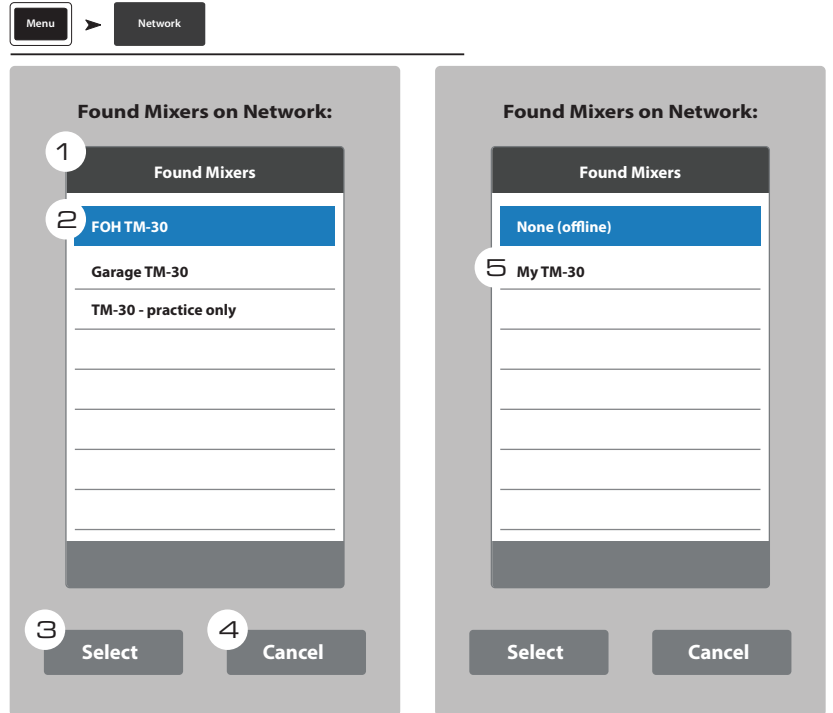 Menu
Network
Found Mixers on Network:
1
Found Mixers
2
FOH TM-30
Garage TM-30
TM-30 - practice only
3
Select
4
Cancel
Found Mixers on Network:
Found Mixers
None (offline)
5
My TM-30
Select
Cancel